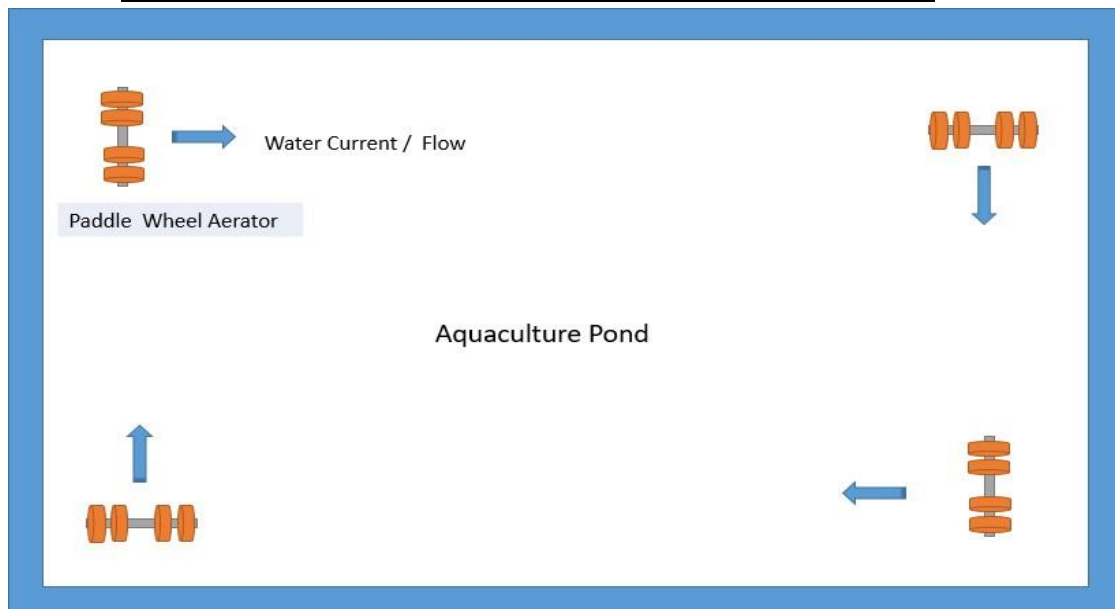 Water Current / Flow
Paddle Wheel Aerator
Aquaculture Pond